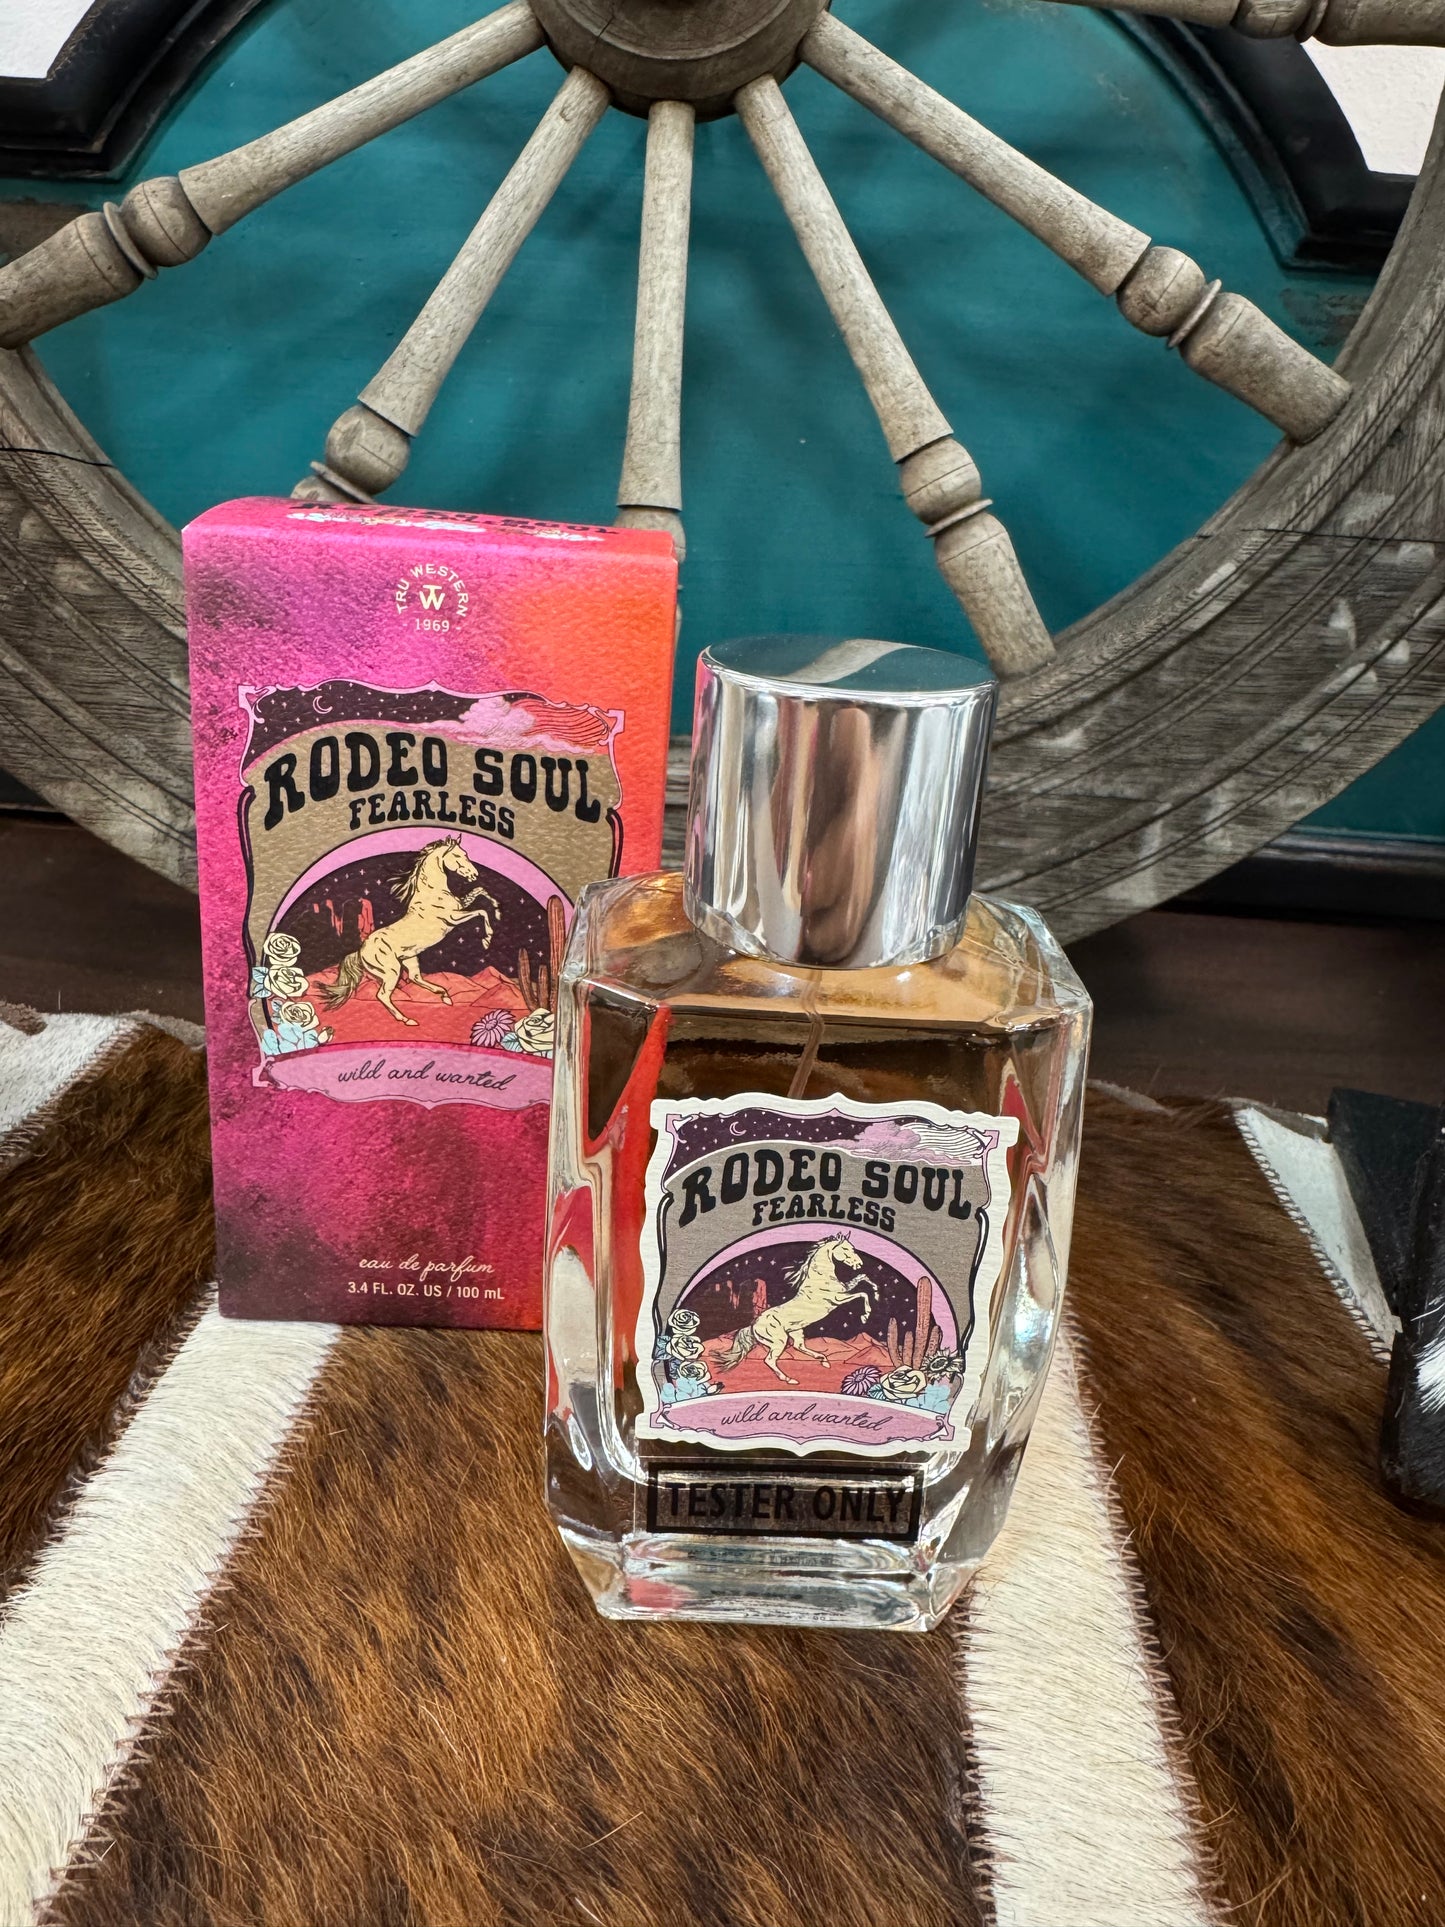 TRU WESTERN
TW
- 1969 -
RODEO SOUL
FEARLESS
wild and wanted
eau de parfum
3.4 FL. OZ. US / 100 mL
RODEO SOUL
FEARLESS
wild and wanted
TESTER ONLY